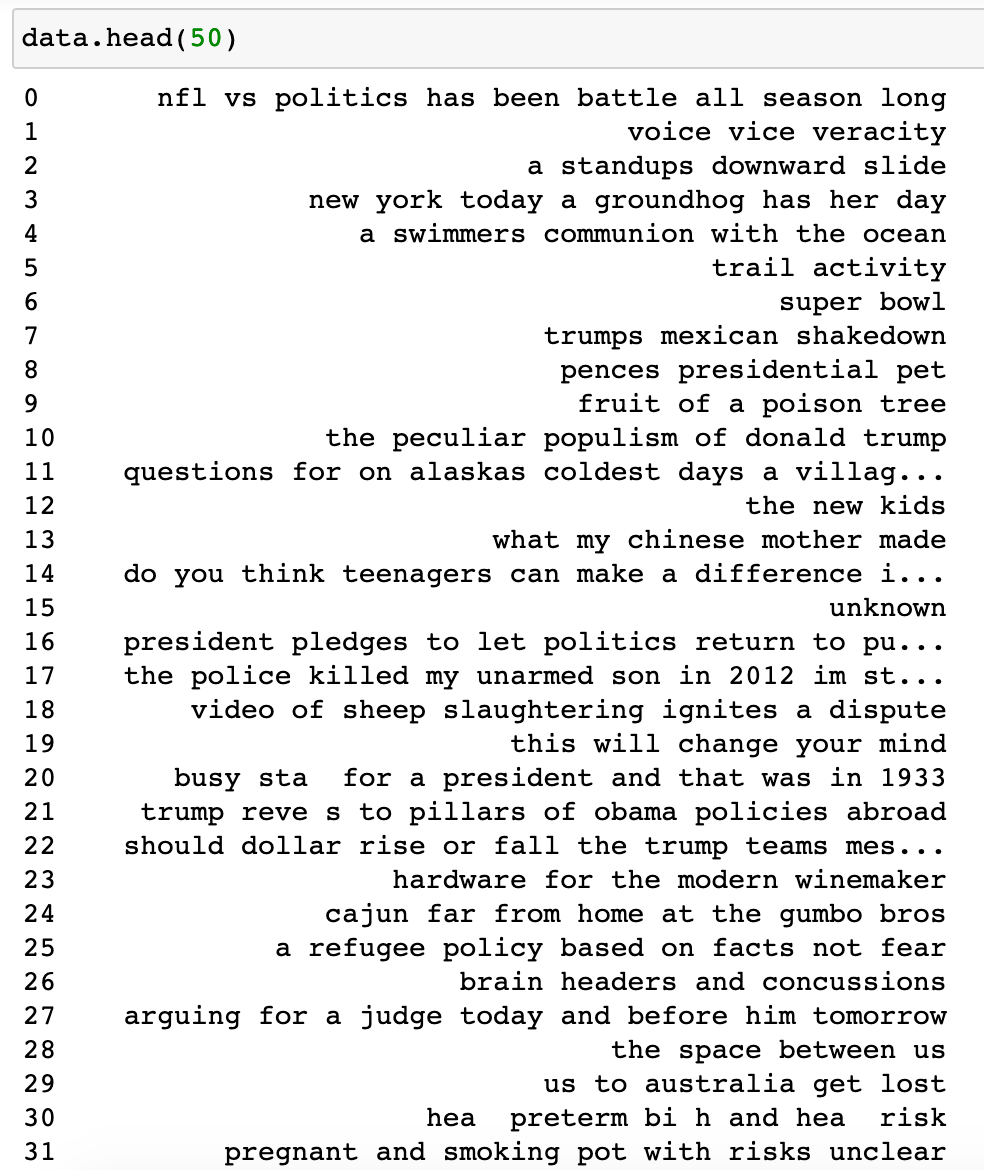 data.head(50)
0 nfl vs politics has been battle all season long
1 voice vice veracity
2 a standups downward slide
3 new york today a groundhog has her day
4 a swimmers communion with the ocean
5 trail activity
6 super bowl
7 trumps mexican shakedown
8 pences presidential pet
9 fruit of a poison tree
10 the peculiar populism of donald trump
11 questions for on alaskas coldest days a villag...
12 the new kids
13 what my chinese mother made
14 do you think teenagers can make a difference i...
15 unknown
16 president pledges to let politics return to pu...
17 the police killed my unarmed son in 2012 im st...
18 video of sheep slaughtering ignites a dispute
19 this will change your mind
20 busy sta  for a president and that was in 1933
21 trump reve s to pillars of obama policies abroad
22 should dollar rise or fall the trump teams mes...
23 hardware for the modern winemaker
24 cajun far from home at the gumbo bros
25 a refugee policy based on facts not fear
26 brain headers and concussions
27 arguing for a judge today and before him tomorrow
28 the space between us
29 us to australia get lost
30 hea  preterm bi h and hea  risk
31 pregnant and smoking pot with risks unclear